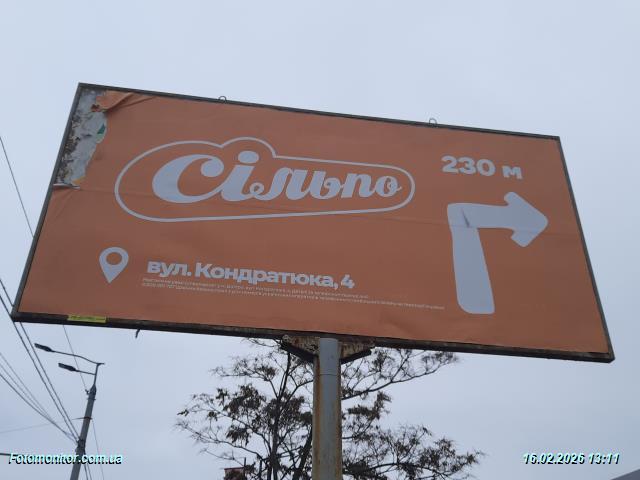 сільпо
230 м
вул. Кондратюка, 4
Fotomonitor.com.ua
16.02.2026 13:11